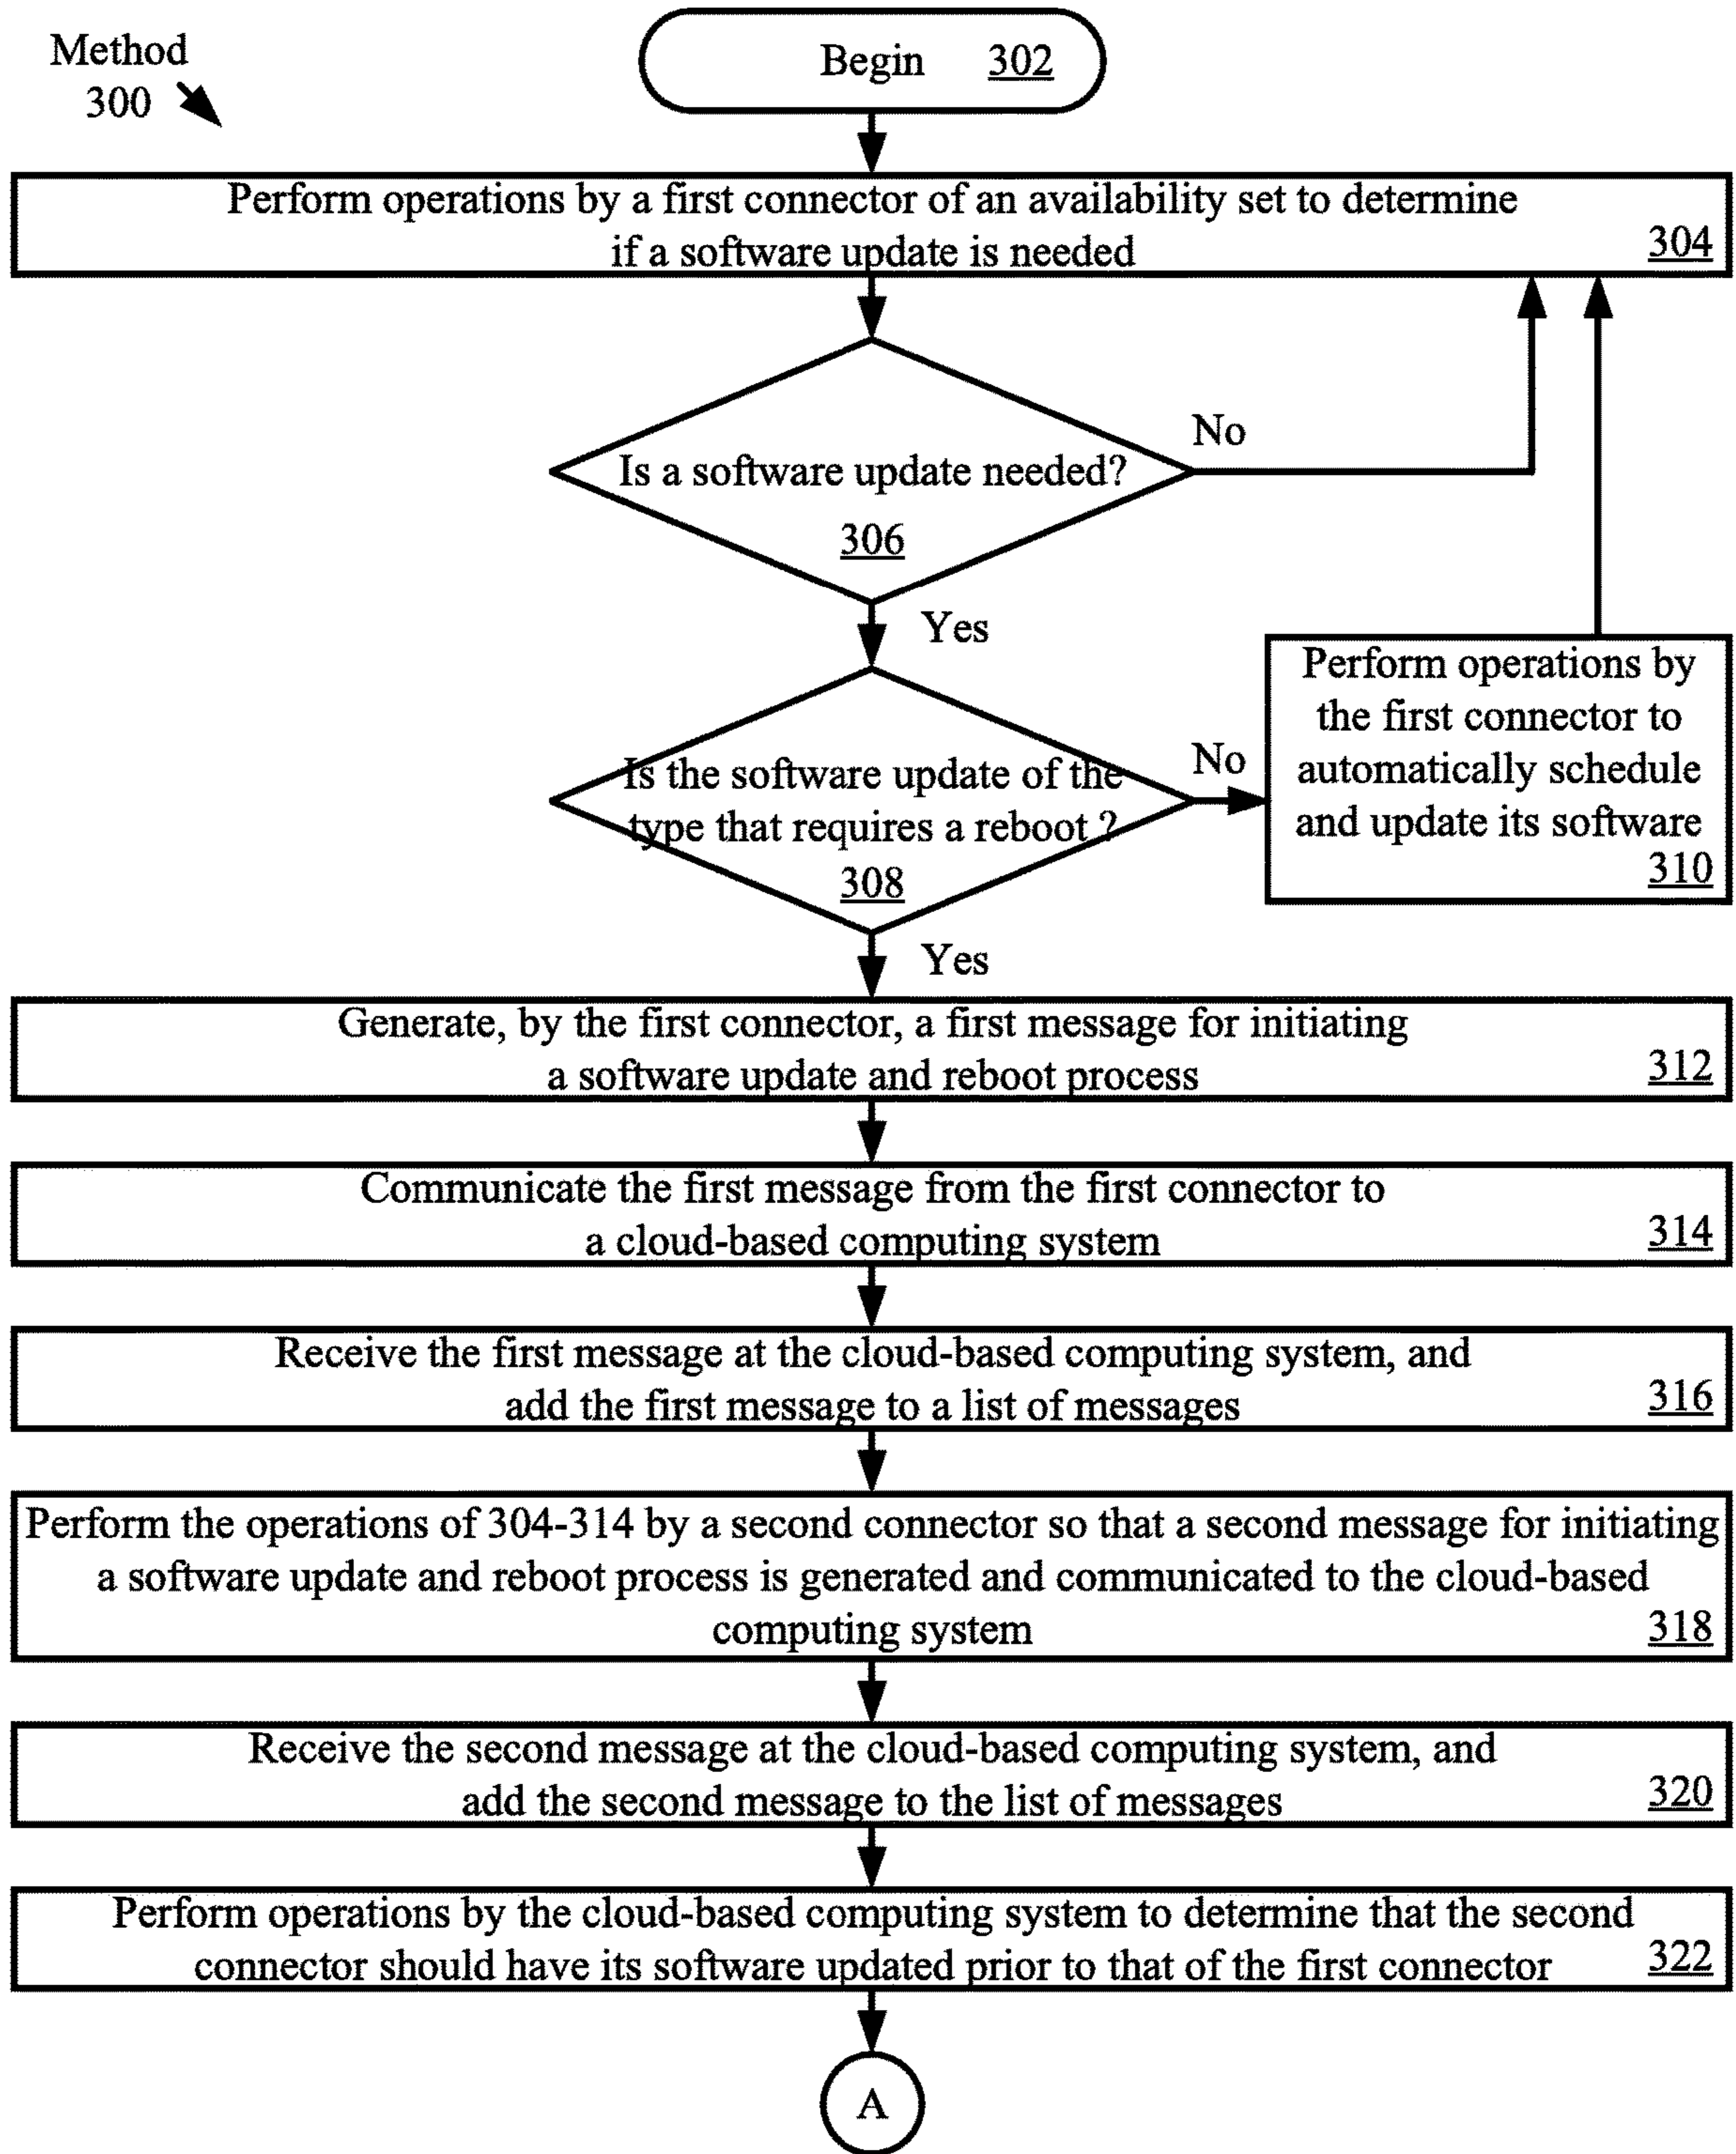 Method
300
Begin 302
Perform operations by a first connector of an availability set to determine
if a software update is needed
304
No
Is a software update needed?
306
Yes
Perform operations by
the first connector to
automatically schedule
and update its software
310
No
Is the software update of the
type that requires a reboot ?
308
Yes
Generate, by the first connector, a first message for initiating
a software update and reboot process
312
Communicate the first message from the first connector to
a cloud-based computing system
314
Receive the first message at the cloud-based computing system, and
add the first message to a list of messages
316
Perform the operations of 304-314 by a second connector so that a second message for initiating
a software update and reboot process is generated and communicated to the cloud-based
computing system
318
Receive the second message at the cloud-based computing system, and
add the second message to the list of messages
320
Perform operations by the cloud-based computing system to determine that the second
connector should have its software updated prior to that of the first connector
322
A